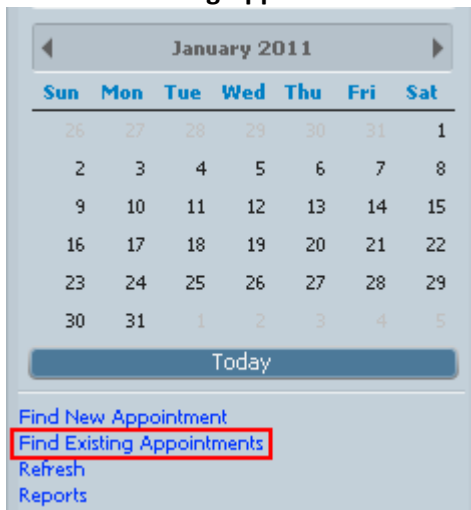 January 2011
Sun Mon Tue Wed Thu Fri Sat
26 27 28 29 30 31 1
2 3 4 5 6 7 8
9 10 11 12 13 14 15
16 17 18 19 20 21 22
23 24 25 26 27 28 29
30 31 1 2 3 4 5
Today
Find New Appointment
Find Existing Appointments
Refresh
Reports